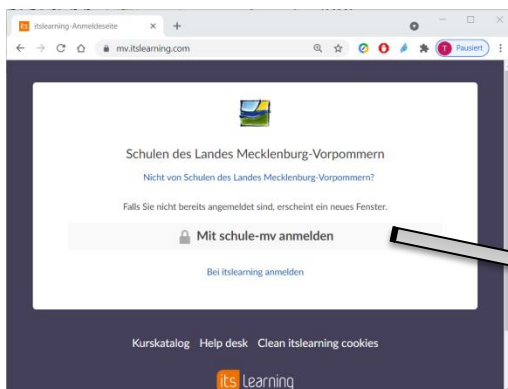 its itslearning-Anmeldeseite
mv.itslearning.com
T Pausiert
Schulen des Landes Mecklenburg-Vorpommern
Nicht von Schulen des Landes Mecklenburg-Vorpommern?
Falls Sie nicht bereits angemeldet sind, erscheint ein neues Fenster.
Mit schule-mv anmelden
Bei itslearning anmelden
Kurskatalog Help desk Clean itslearning cookies
its learning